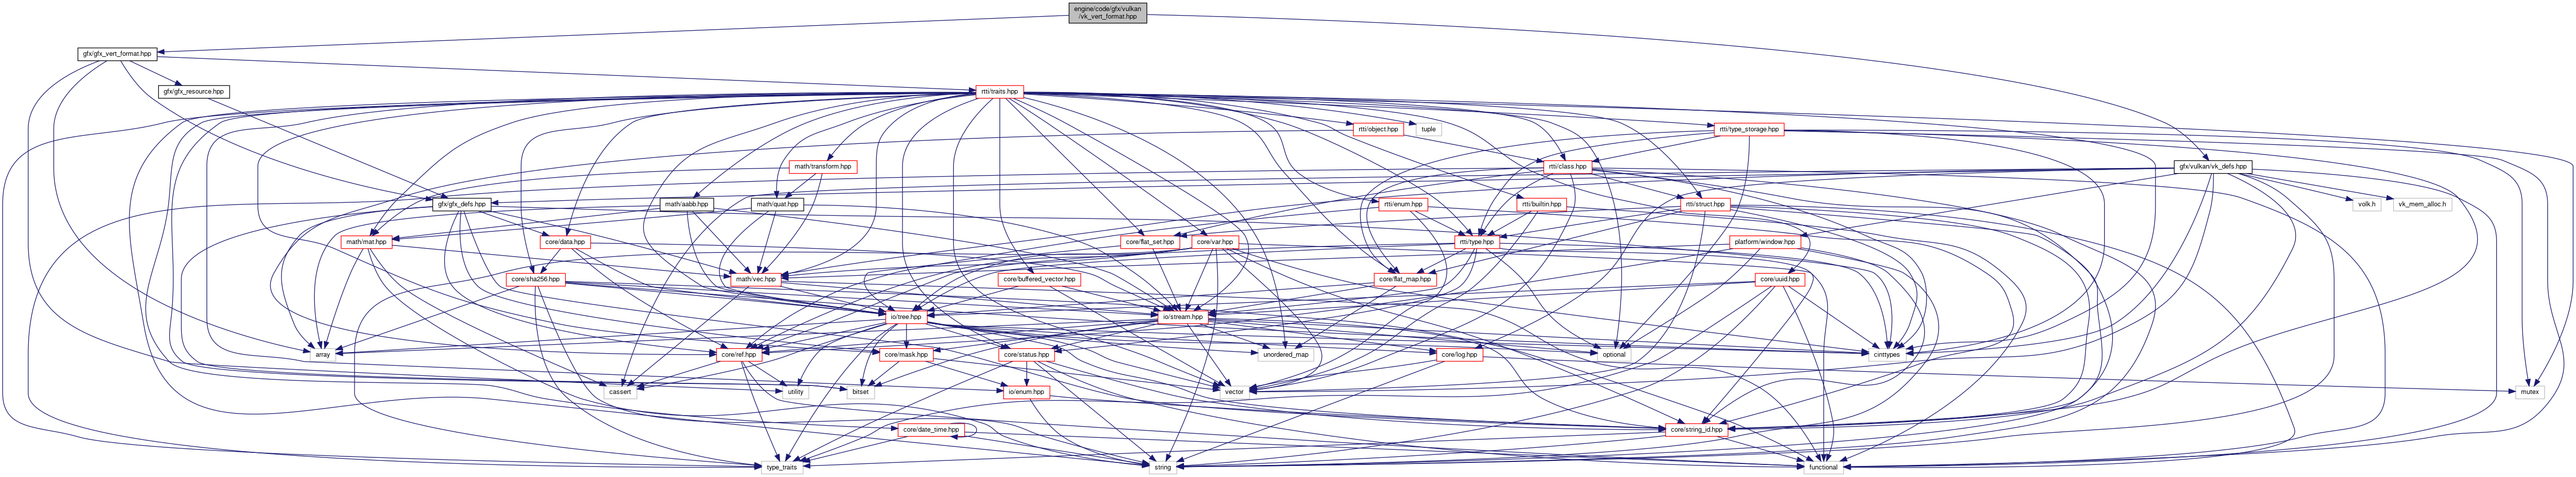 engine/code/gfx/vulkan
/vk_vert_format.hpp
gfx/gfx_vert_format.hpp
gfx/gfx_resource.hpp
rtti/traits.hpp
rtti/object.hpp
tuple
rtti/type_storage.hpp
math/transform.hpp
rtti/class.hpp
gfx/vulkan/vk_defs.hpp
gfx/gfx_defs.hpp
math/aabb.hpp
math/quat.hpp
rtti/enum.hpp
rtti/builtin.hpp
rtti/struct.hpp
volk.h
vk_mem_alloc.h
math/mat.hpp
core/data.hpp
core/flat_set.hpp
core/var.hpp
rtti/type.hpp
platform/window.hpp
core/sha256.hpp
math/vec.hpp
core/buffered_vector.hpp
core/flat_map.hpp
core/uuid.hpp
io/tree.hpp
io/stream.hpp
array
core/ref.hpp
core/mask.hpp
core/status.hpp
unordered_map
core/log.hpp
optional
cinttypes
cassert
utility
bitset
io/enum.hpp
vector
mutex
core/date_time.hpp
core/string_id.hpp
type_traits
string
functional